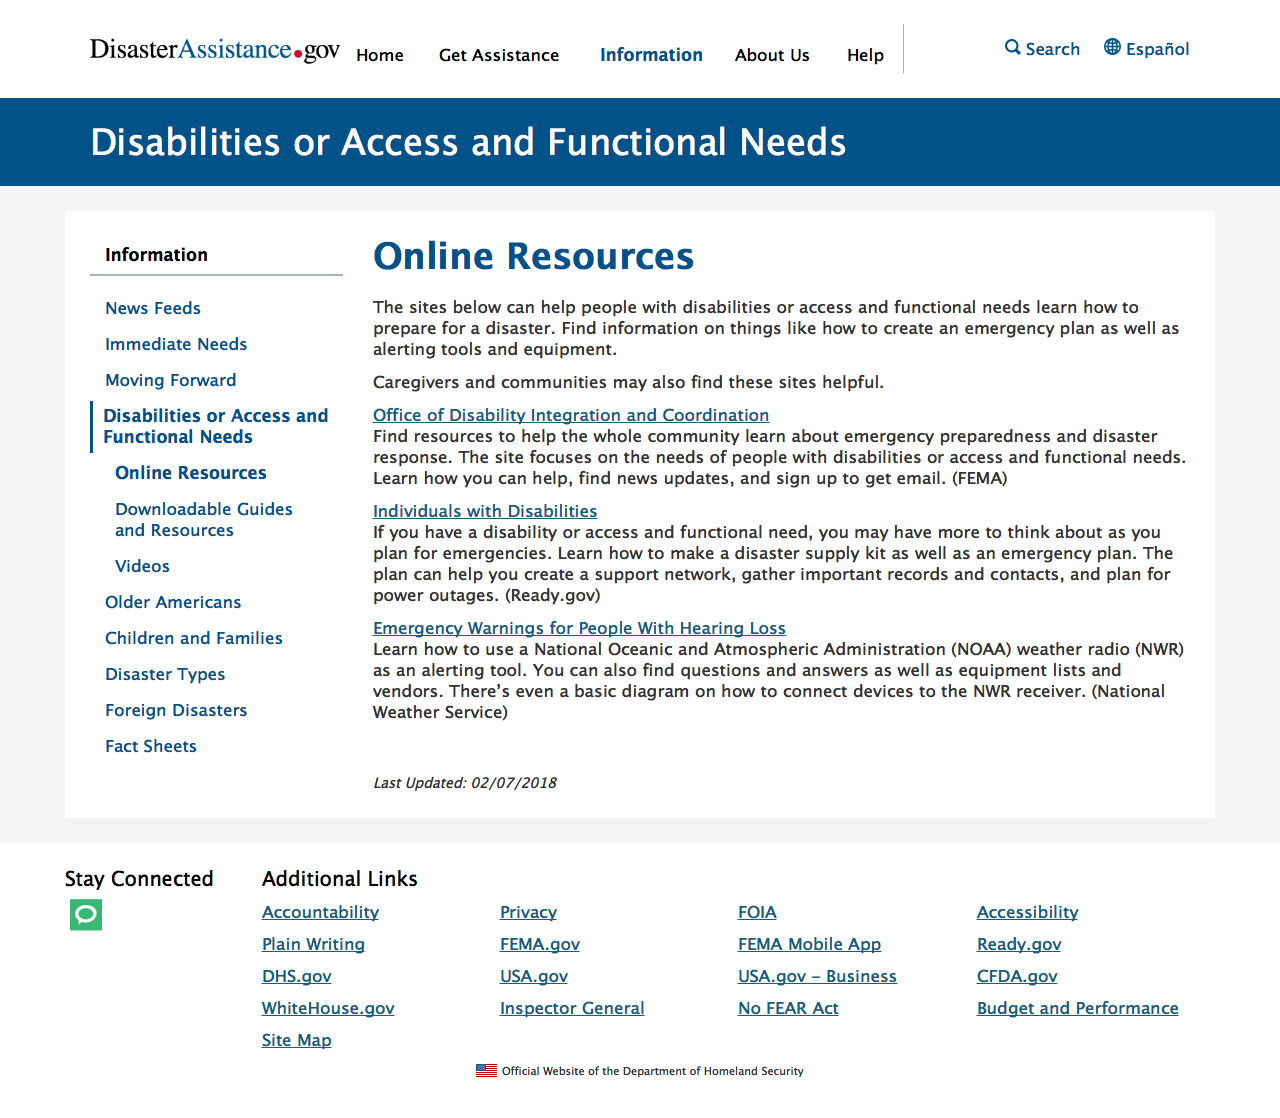 DisasterAssistance.gov
Home
Get Assistance
Information
About Us
Help
Search
Español
Disabilities or Access and Functional Needs
Information
News Feeds
Immediate Needs
Moving Forward
Disabilities or Access and
Functional Needs
Online Resources
Downloadable Guides
and Resources
Videos
Older Americans
Children and Families
Disaster Types
Foreign Disasters
Fact Sheets
Online Resources
The sites below can help people with disabilities or access and functional needs learn how to
prepare for a disaster. Find information on things like how to create an emergency plan as well as
alerting tools and equipment.
Caregivers and communities may also find these sites helpful.
Office of Disability Integration and Coordination
Find resources to help the whole community learn about emergency preparedness and disaster
response. The site focuses on the needs of people with disabilities or access and functional needs.
Learn how you can help, find news updates, and sign up to get email. (FEMA)
Individuals with Disabilities
If you have a disability or access and functional need, you may have more to think about as you
plan for emergencies. Learn how to make a disaster supply kit as well as an emergency plan. The
plan can help you create a support network, gather important records and contacts, and plan for
power outages. (Ready.gov)
Emergency Warnings for People With Hearing Loss
Learn how to use a National Oceanic and Atmospheric Administration (NOAA) weather radio (NWR)
as an alerting tool. You can also find questions and answers as well as equipment lists and
vendors. There's even a basic diagram on how to connect devices to the NWR receiver. (National
Weather Service)
Last Updated: 02/07/2018
Stay Connected
Additional Links
Accountability
Privacy
FOIA
Accessibility
Plain Writing
FEMA.gov
FEMA Mobile App
Ready.gov
DHS.gov
USA.gov
USA.gov – Business
CFDA.gov
WhiteHouse.gov
Inspector General
No FEAR Act
Budget and Performance
Site Map
Official Website of the Department of Homeland Security